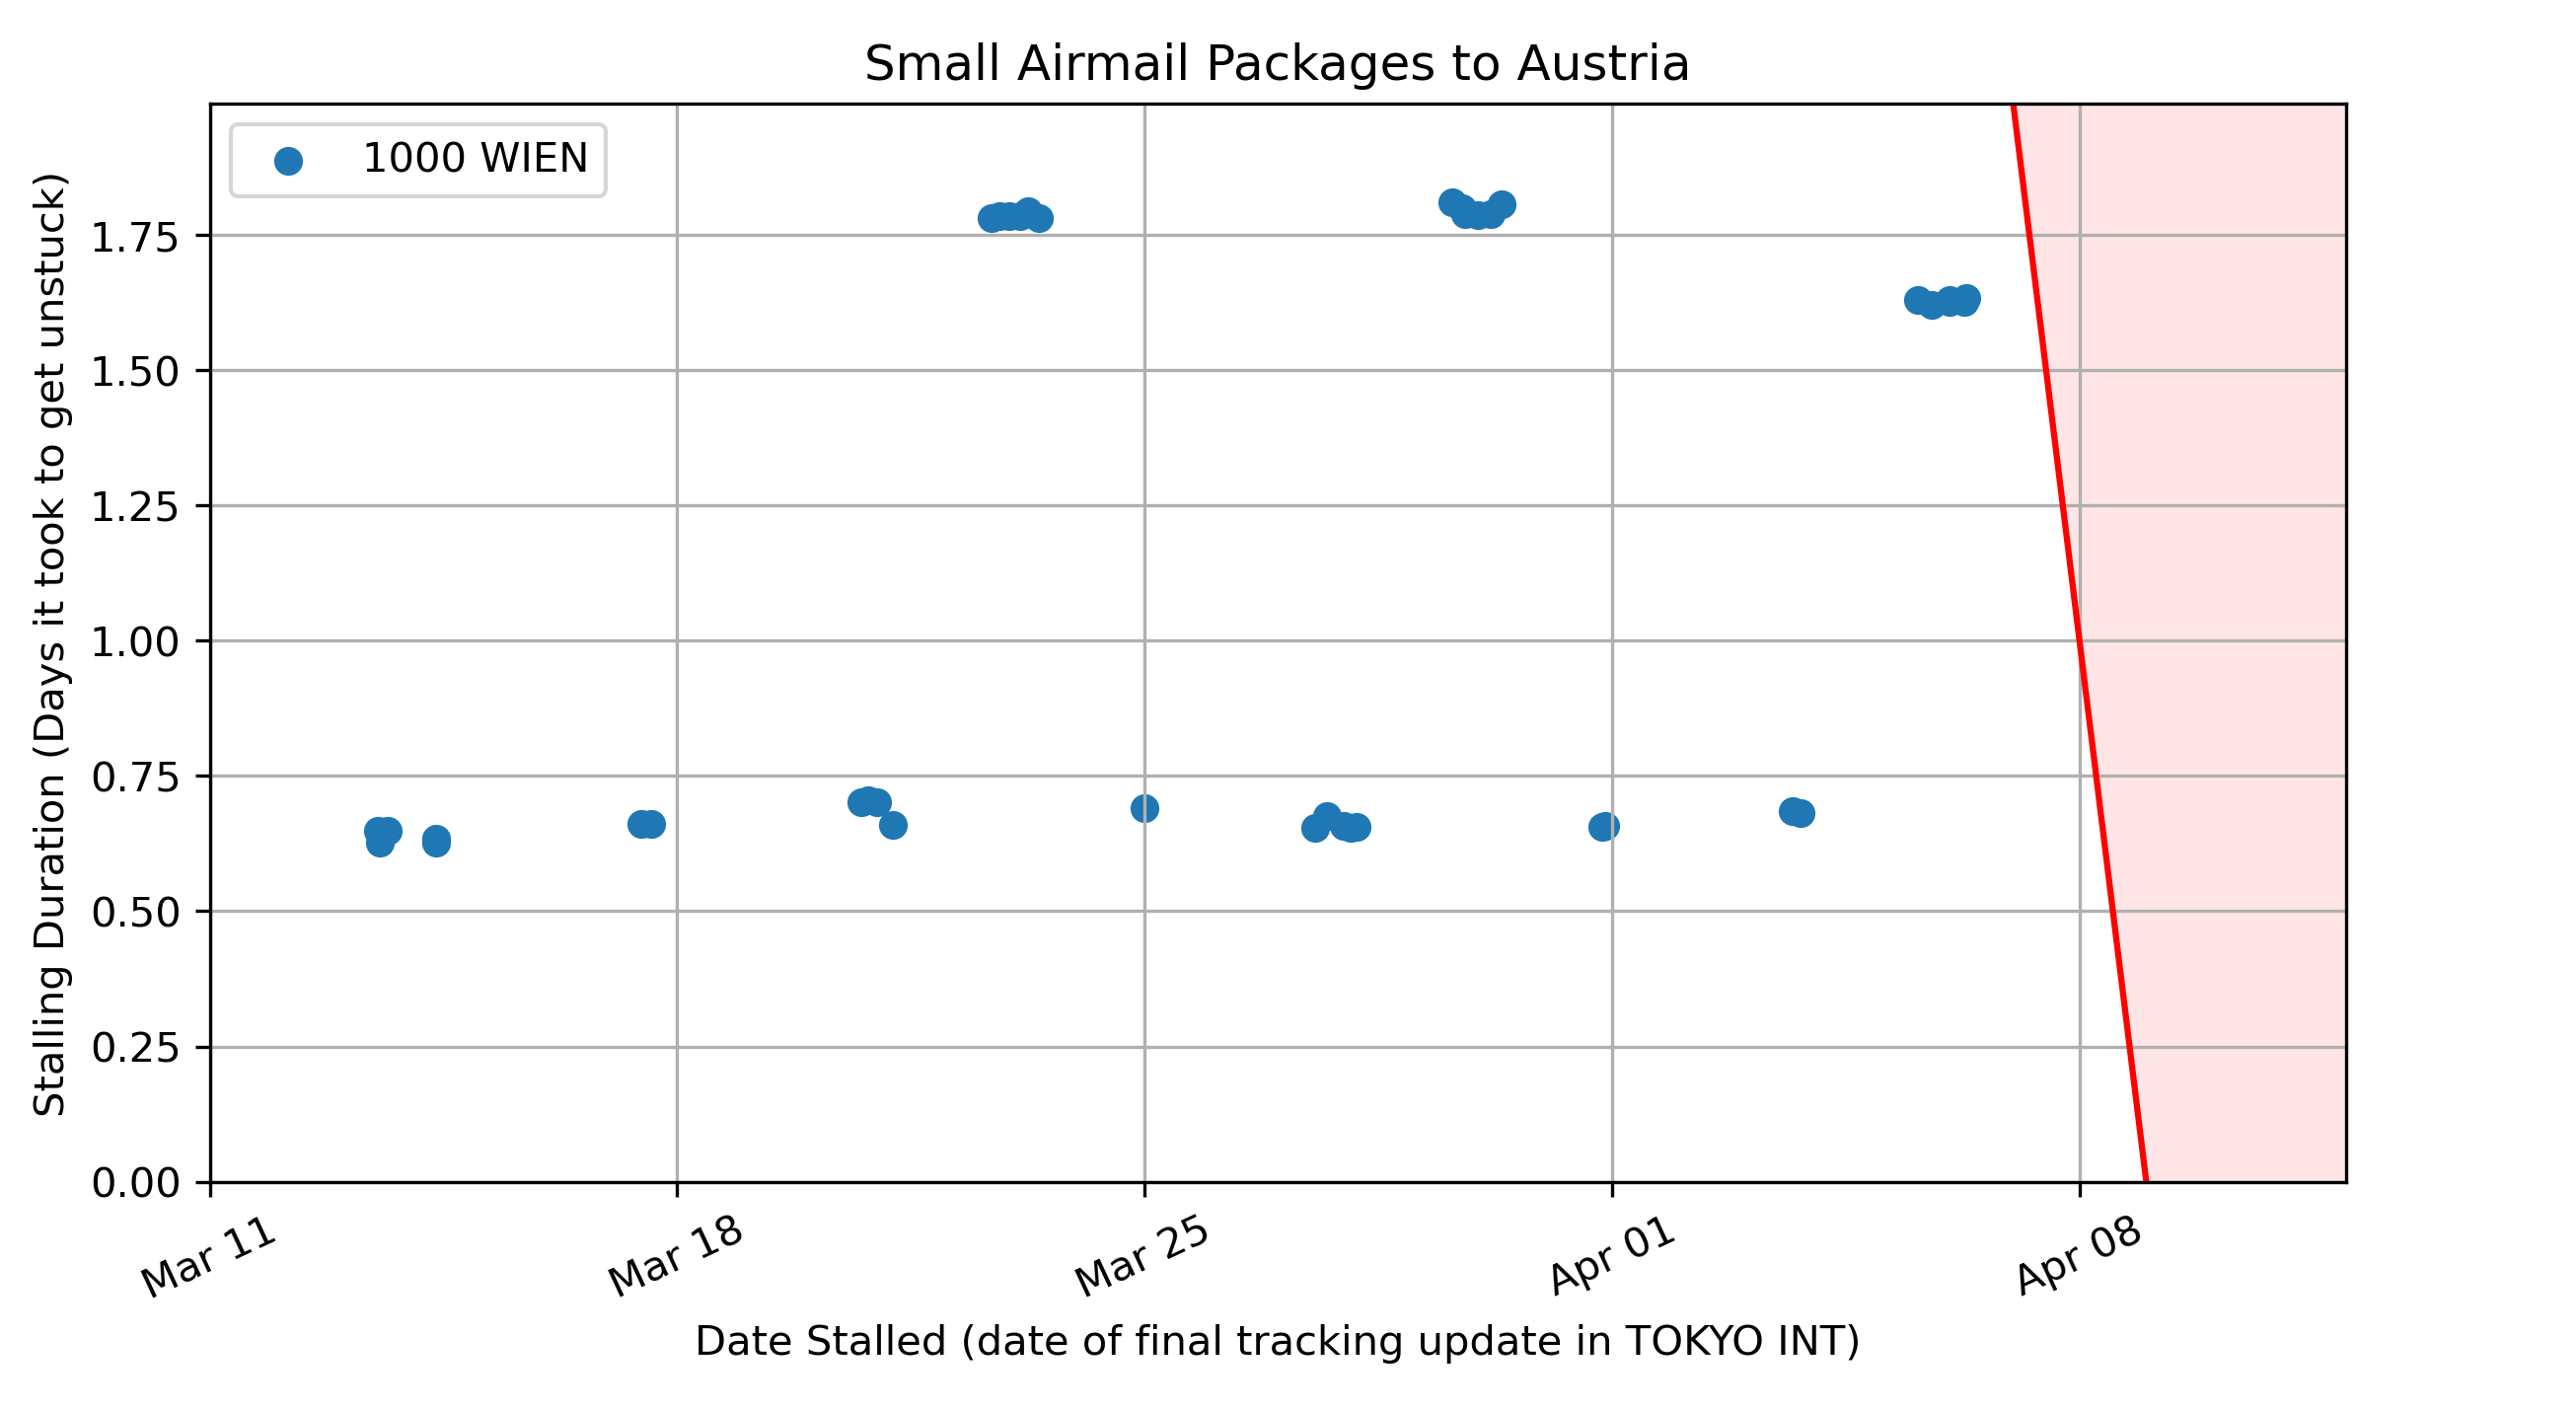 Small Airmail Packages to Austria
1000 WIEN
Stalling Duration (Days it took to get unstuck)
1.75
1.50
1.25
1.00
0.75
0.50
0.25
0.00
Mar 11
Mar 18
Mar 25
Apr 01
Apr 08
Date Stalled (date of final tracking update in TOKYO INT)